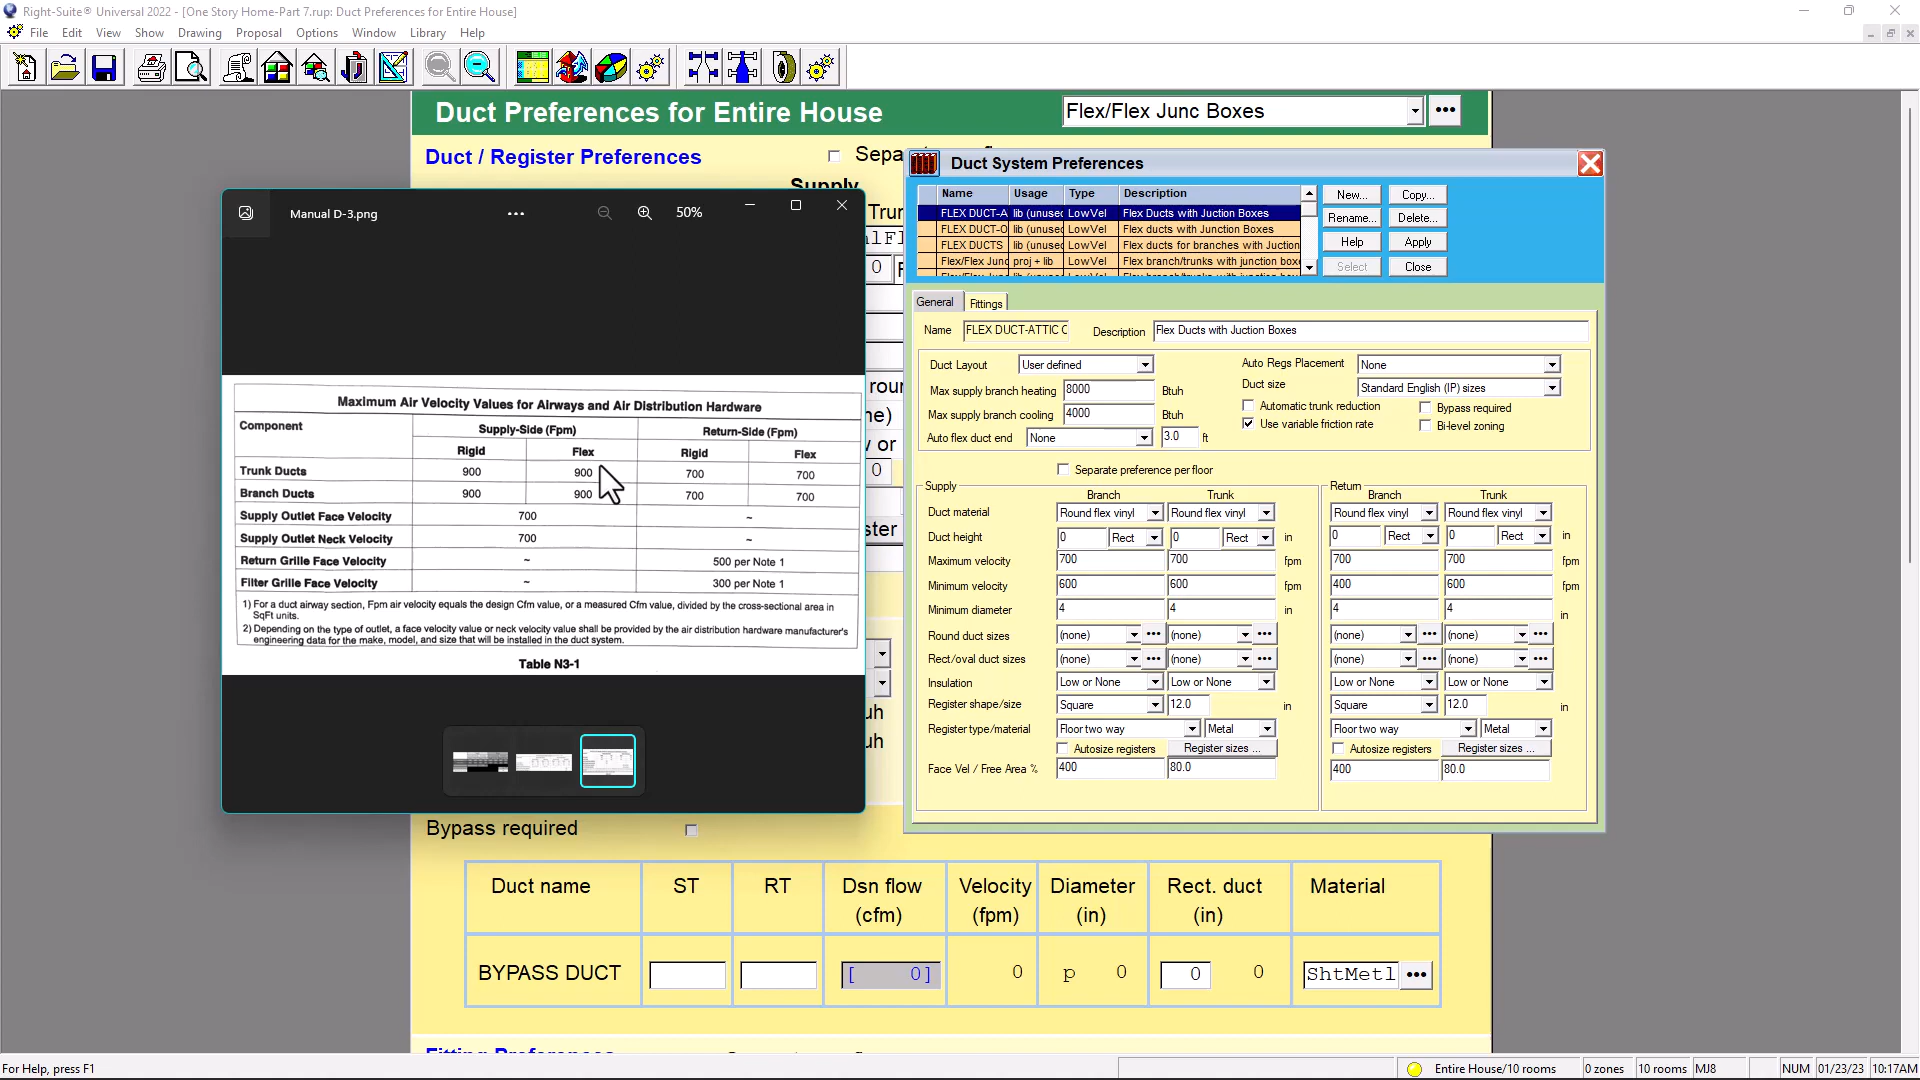 Right-Suite® Universal 2022 - [One Story Home-Part 7.rup: Duct Preferences for Entire House]
File Edit View Show Drawing Proposal Options Window Library Help
Duct Preferences for Entire House
Flex/Flex Junc Boxes
Duct / Register Preferences
Supply
Manual D-3.png
50%
Maximum Air Velocity Values for Airways and Air Distribution Hardware
Component Supply-Side (Fpm) Return-Side (Fpm)
Rigid Flex Rigid Flex
Trunk Ducts 900 900 700 700
Branch Ducts 900 900 700 700
Supply Outlet Face Velocity 700 ~
Supply Outlet Neck Velocity 700 ~
Return Grille Face Velocity ~ 500 per Note 1
Filter Grille Face Velocity ~ 300 per Note 1
1) For a duct airway section, Fpm air velocity equals the design Cfm value, or a measured Cfm value, divided by the cross-sectional area in
SqFt units.
2) Depending on the type of outlet, a face velocity value or neck velocity value shall be provided by the air distribution hardware manufacturer's
engineering data for the make, model, and size that will be installed in the duct system.
Table N3-1
Duct System Preferences
Name Usage Type Description
FLEX DUCT-A lib (unused LowVel Flex Ducts with Juction Boxes
FLEX DUCT-O lib (unused LowVel Flex ducts with Junction Boxes
FLEX DUCTS lib (unused LowVel Flex ducts for branches with Juction
Flex/Flex Junc proj + lib LowVel Flex branch/trunks with junction boxe
New... Copy...
Rename... Delete...
Help Apply
Select Close
General Fittings
Name FLEX DUCT-ATTIC C Description Flex Ducts with Juction Boxes
Duct Layout User defined Auto Regs Placement None
Max supply branch heating 8000 Btuh Duct size Standard English (IP) sizes
Max supply branch cooling 4000 Btuh Automatic trunk reduction Bypass required
Auto flex duct end None 3.0 ft Use variable friction rate Bi-level zoning
Separate preference per floor
Supply Return
Branch Trunk Branch Trunk
Duct material Round flex vinyl Round flex vinyl Round flex vinyl Round flex vinyl
Duct height 0 Rect 0 Rect in 0 Rect 0 Rect in
Maximum velocity 700 700 fpm 700 700 fpm
Minimum velocity 600 600 fpm 400 600 fpm
Minimum diameter 4 4 in 4 4 in
Round duct sizes (none) (none) (none) (none)
Rect/oval duct sizes (none) (none) (none) (none)
Insulation Low or None Low or None Low or None Low or None
Register shape/size Square 12.0 in Square 12.0 in
Register type/material Floor two way Metal Floor two way Metal
Autosize registers Register sizes ... Autosize registers Register sizes ...
Face Vel / Free Area % 400 80.0 400 80.0
Bypass required
Duct name ST RT Dsn flow (cfm) Velocity (fpm) Diameter (in) Rect. duct (in) Material
BYPASS DUCT [ 0] 0 p 0 0 0 ShtMetl
For Help, press F1
Entire House/10 rooms 0 zones 10 rooms MJ8 NUM 01/23/23 10:17AM